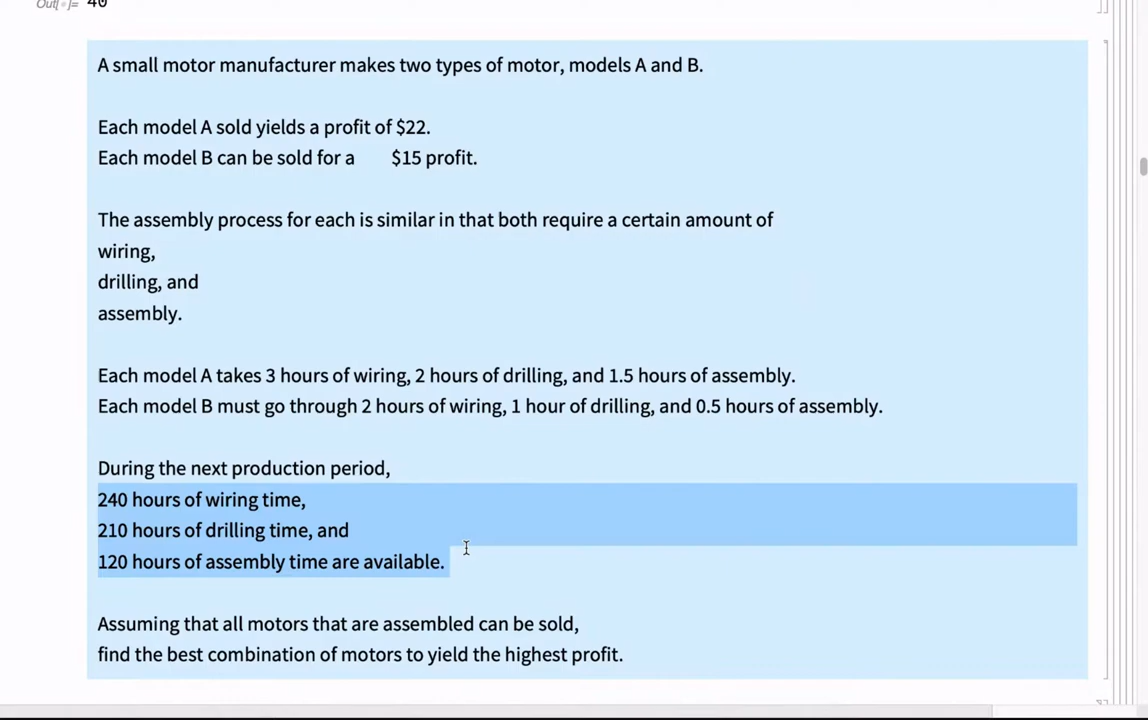 Out[∘]= 40
A small motor manufacturer makes two types of motor, models A and B.
Each model A sold yields a profit of $22.
Each model B can be sold for a $15 profit.
The assembly process for each is similar in that both require a certain amount of
wiring,
drilling, and
assembly.
Each model A takes 3 hours of wiring, 2 hours of drilling, and 1.5 hours of assembly.
Each model B must go through 2 hours of wiring, 1 hour of drilling, and 0.5 hours of assembly.
During the next production period,
240 hours of wiring time,
210 hours of drilling time, and
120 hours of assembly time are available.
Assuming that all motors that are assembled can be sold,
find the best combination of motors to yield the highest profit.